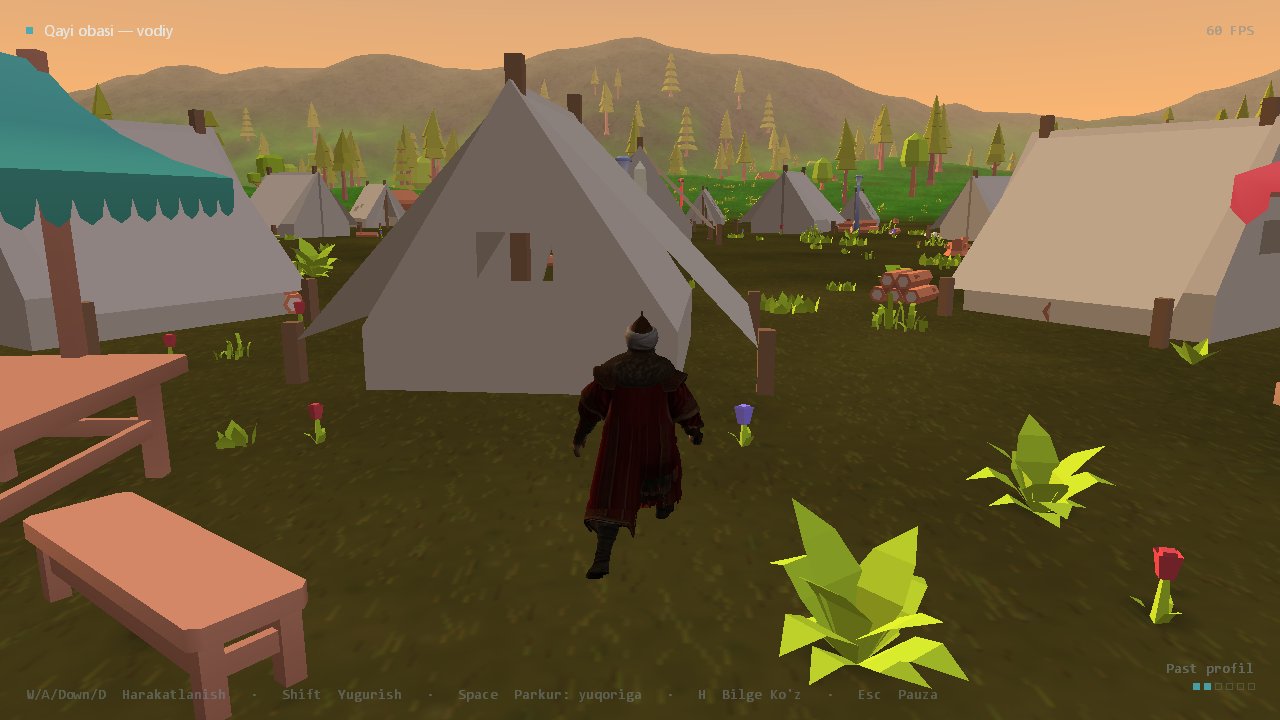 Qayi obasi — vodiy
60 FPS
Past profil
W/A/Down/D Harakatlanish · Shift Yugurish · Space Parkur: yuqoriga · H Bilge Ko'z · Esc Pauza